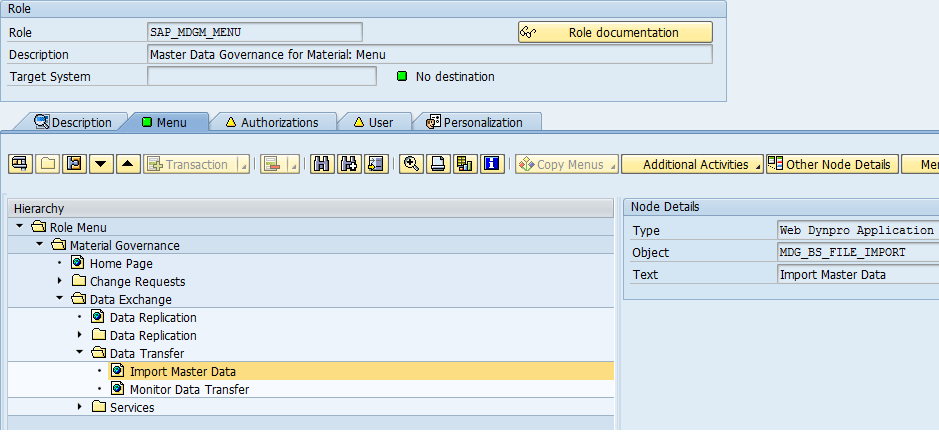 Role
Role SAP_MDGM_MENU Role documentation
Description Master Data Governance for Material: Menu
Target System No destination
Description Menu Authorizations User Personalization
Transaction Copy Menus Additional Activities Other Node Details Me
Hierarchy
Role Menu
Material Governance
Home Page
Change Requests
Data Exchange
Data Replication
Data Replication
Data Transfer
Import Master Data
Monitor Data Transfer
Services
Node Details
Type Web Dynpro Application
Object MDG_BS_FILE_IMPORT
Text Import Master Data